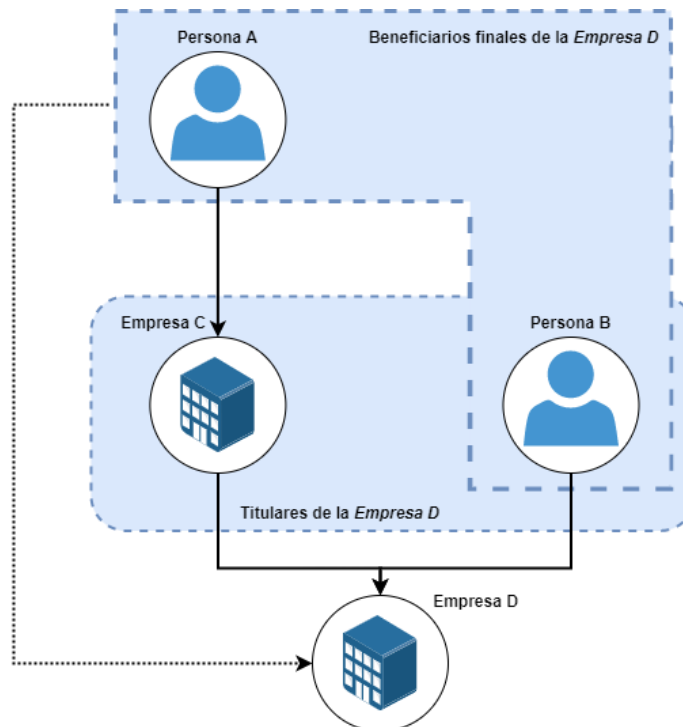 Persona A
Beneficiarios finales de la Empresa D
Empresa C
Persona B
Titulares de la Empresa D
Empresa D